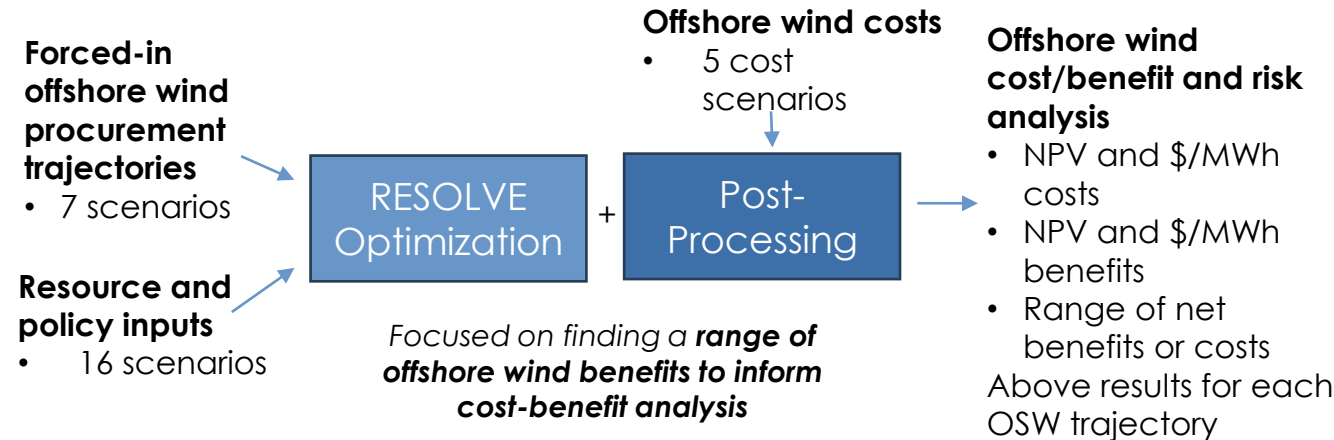 Forced-in
offshore wind
procurement
trajectories
• 7 scenarios
Resource and
policy inputs
• 16 scenarios
RESOLVE
Optimization
+
Offshore wind costs
• 5 cost
scenarios
Post-
Processing
Focused on finding a range of
offshore wind benefits to inform
cost-benefit analysis
Offshore wind
cost/benefit and risk
analysis
• NPV and $/MWh
costs
• NPV and $/MWh
benefits
• Range of net
benefits or costs
Above results for each
OSW trajectory